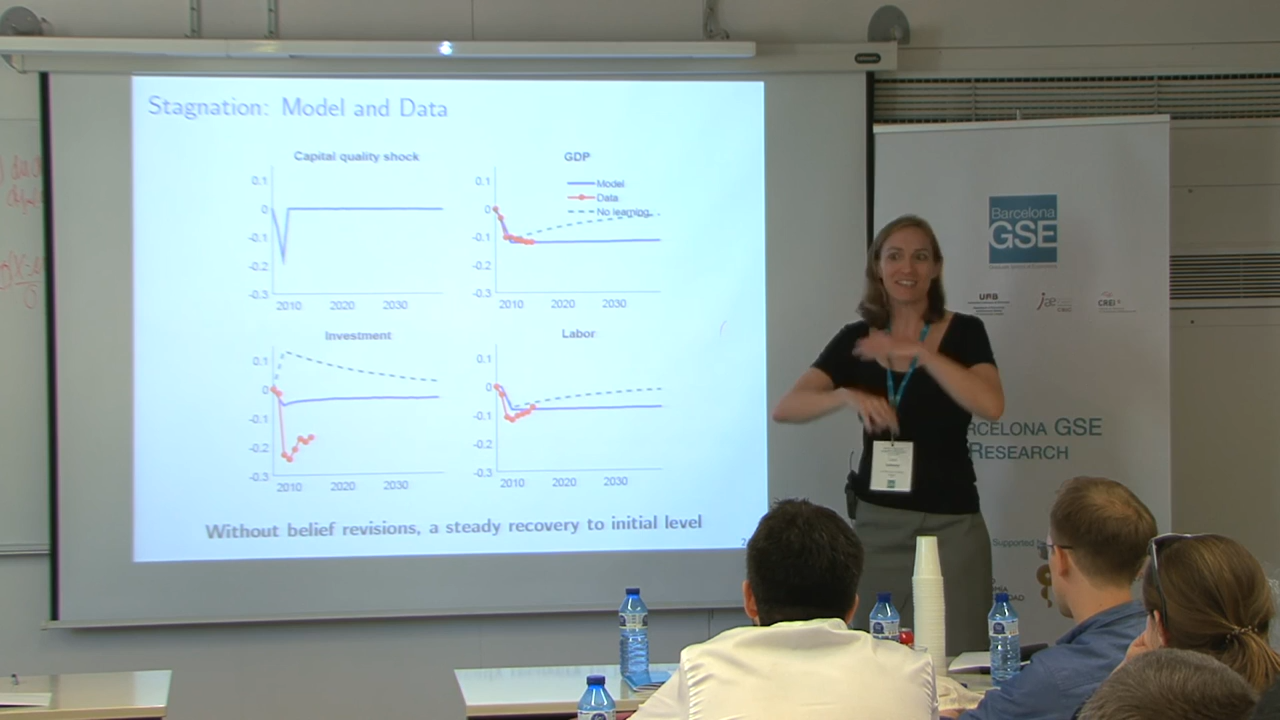 Stagnation: Model and Data
Capital quality shock
0.1
0
-0.1
-0.2
-0.3
2010 2020 2030
GDP
0.1
0
-0.1
-0.2
-0.3
2010 2020 2030
Model
Data
No learning
Investment
0.1
0
-0.1
-0.2
-0.3
2010 2020 2030
Labor
0.1
0
-0.1
-0.2
-0.3
2010 2020 2030
Without belief revisions, a steady recovery to initial level
Barcelona
GSE
UAB
CREi
RCELONA GSE
RESEARCH
Supported by